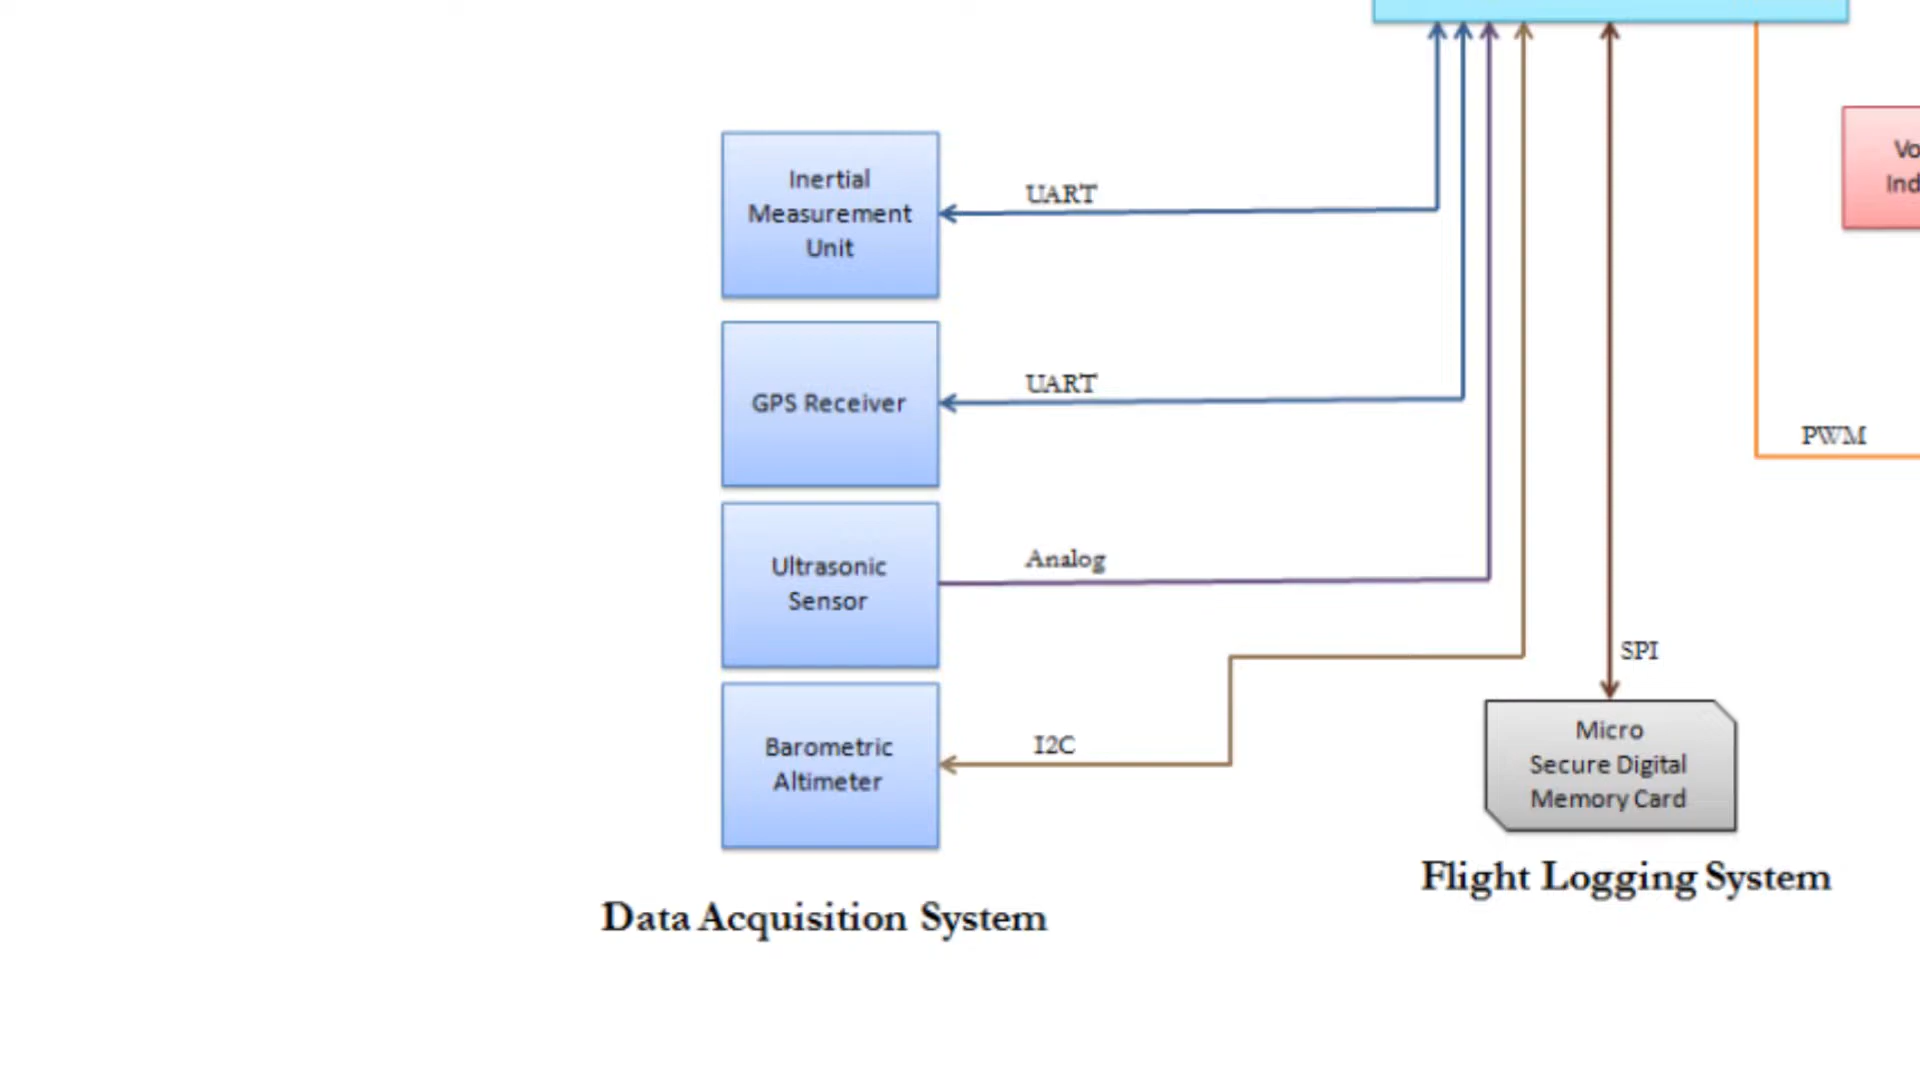 Inertial
Measurement
Unit
UART
GPS Receiver
UART
Ultrasonic
Sensor
Analog
Barometric
Altimeter
I2C
Data Acquisition System
SPI
Micro
Secure Digital
Memory Card
Flight Logging System
PWM